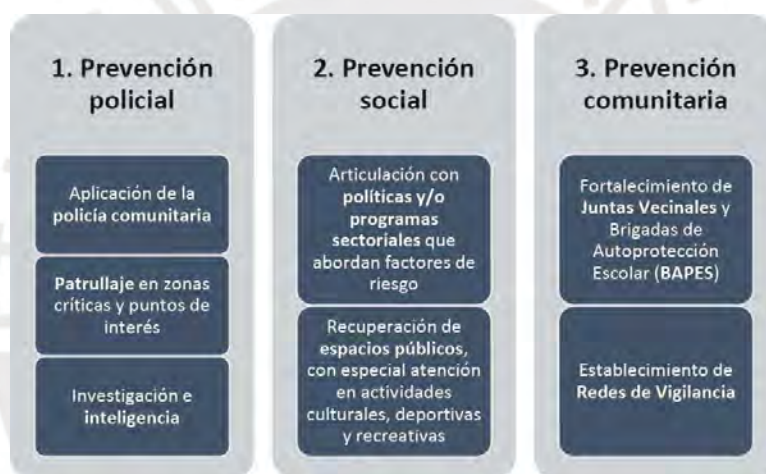 1. Prevención
policial
Aplicación de la
policía comunitaria
Patrullaje en zonas
críticas y puntos de
interés
Investigación e
inteligencia
2. Prevención
social
Articulación con
políticas y/o
programas
sectoriales que
abordan factores de
riesgo
Recuperación de
espacios públicos,
con especial atención
en actividades
culturales, deportivas
y recreativas
3. Prevención
comunitaria
Fortalecimiento de
Juntas Vecinales y
Brigadas de
Autoprotección
Escolar (BAPES)
Establecimiento de
Redes de Vigilancia